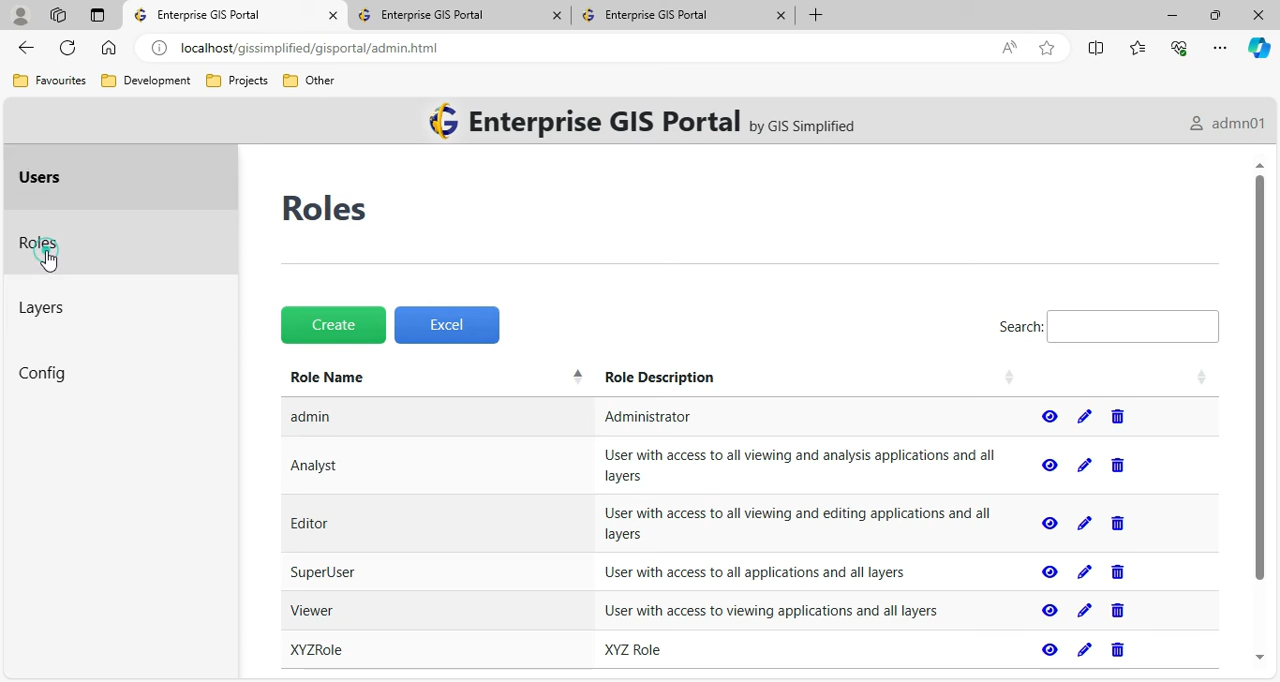 Enterprise GIS Portal
Enterprise GIS Portal
Enterprise GIS Portal
localhost/gissimplified/gisportal/admin.html
Favourites
Development
Projects
Other
Enterprise GIS Portal by GIS Simplified
admn01
Users
Roles
Layers
Config
Roles
Create
Excel
Search:
Role Name
Role Description
admin
Administrator
Analyst
User with access to all viewing and analysis applications and all
layers
Editor
User with access to all viewing and editing applications and all
layers
SuperUser
User with access to all applications and all layers
Viewer
User with access to viewing applications and all layers
XYZRole
XYZ Role